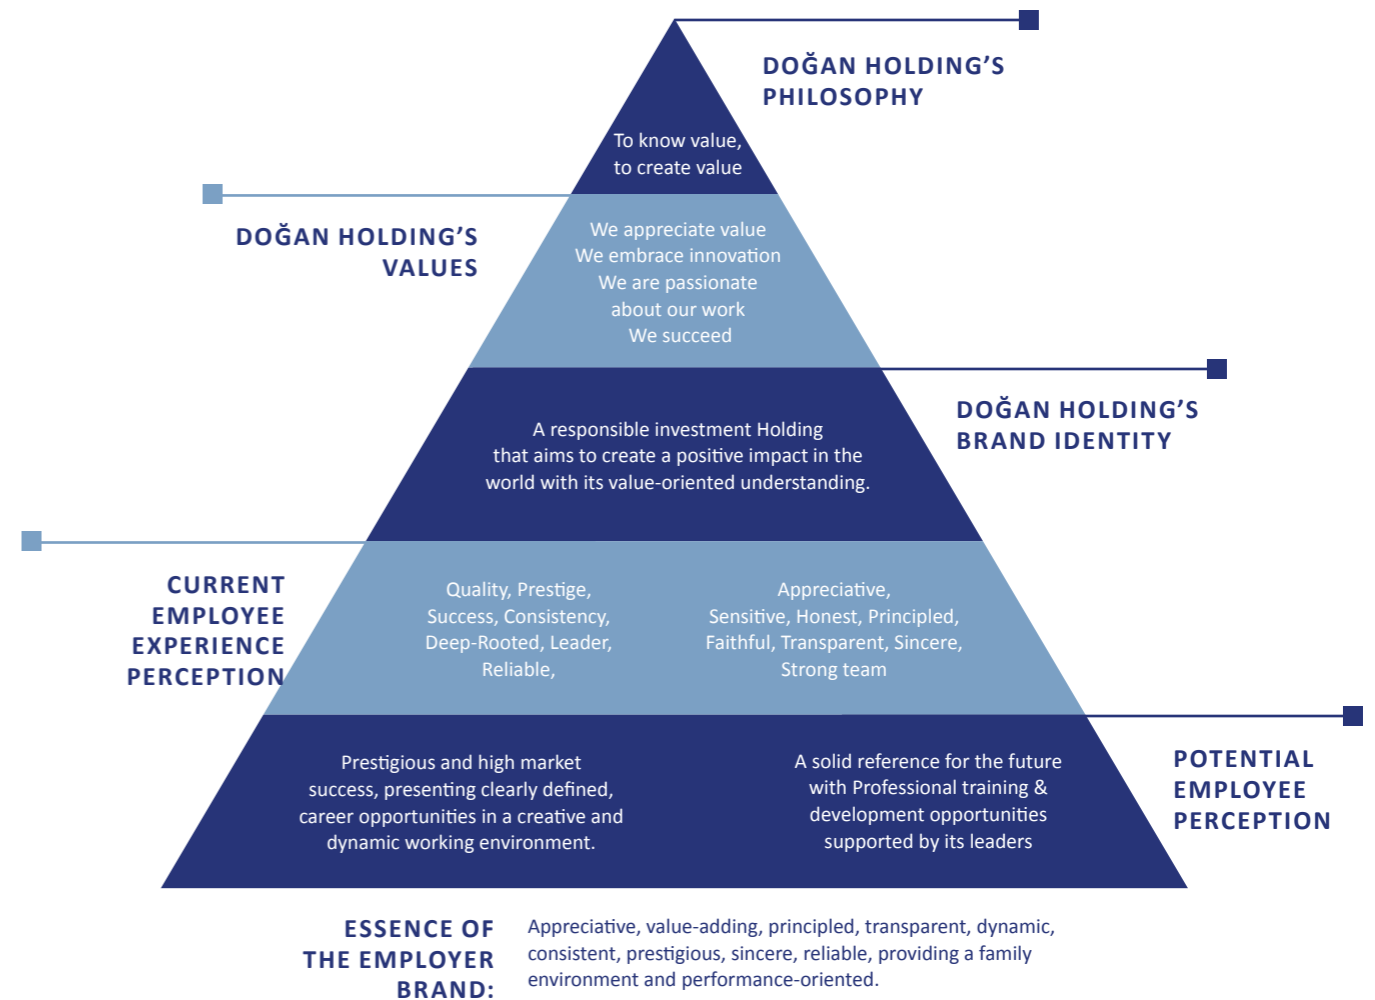 DOĞAN HOLDING’S
PHILOSOPHY
To know value,
to create value
DOĞAN HOLDING’S
VALUES
We appreciate value
We embrace innovation
We are passionate
about our work
We succeed
DOĞAN HOLDING’S
BRAND IDENTITY
A responsible investment Holding
that aims to create a positive impact in the
world with its value-oriented understanding.
CURRENT
EMPLOYEE
EXPERIENCE
PERCEPTION
Quality, Prestige,
Success, Consistency,
Deep-Rooted, Leader,
Reliable,
Appreciative,
Sensitive, Honest, Principled,
Faithful, Transparent, Sincere,
Strong team
POTENTIAL
EMPLOYEE
PERCEPTION
Prestigious and high market
success, presenting clearly defined,
career opportunities in a creative and
dynamic working environment.
A solid reference for the future
with Professional training &
development opportunities
supported by its leaders
ESSENCE OF
THE EMPLOYER
BRAND:
Appreciative, value-adding, principled, transparent, dynamic,
consistent, prestigious, sincere, reliable, providing a family
environment and performance-oriented.